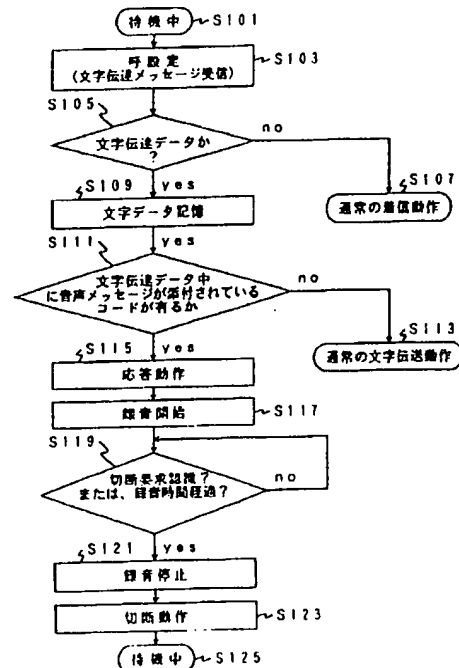 待機中 S101
呼設定
(文字伝達メッセージ受信)
S103
S105
文字伝達データか
?
no
S107
通常の着信動作
S109 yes
文字データ記憶
S111 yes
文字伝達データ中
に音声メッセージが添付されている
コードが有るか
no
S113
通常の文字伝送動作
S115 yes
応答動作
録音開始 S117
S119
切断要求認識?
または、録音時間経過?
no
S121 yes
録音停止
切断動作 S123
待機中 S125